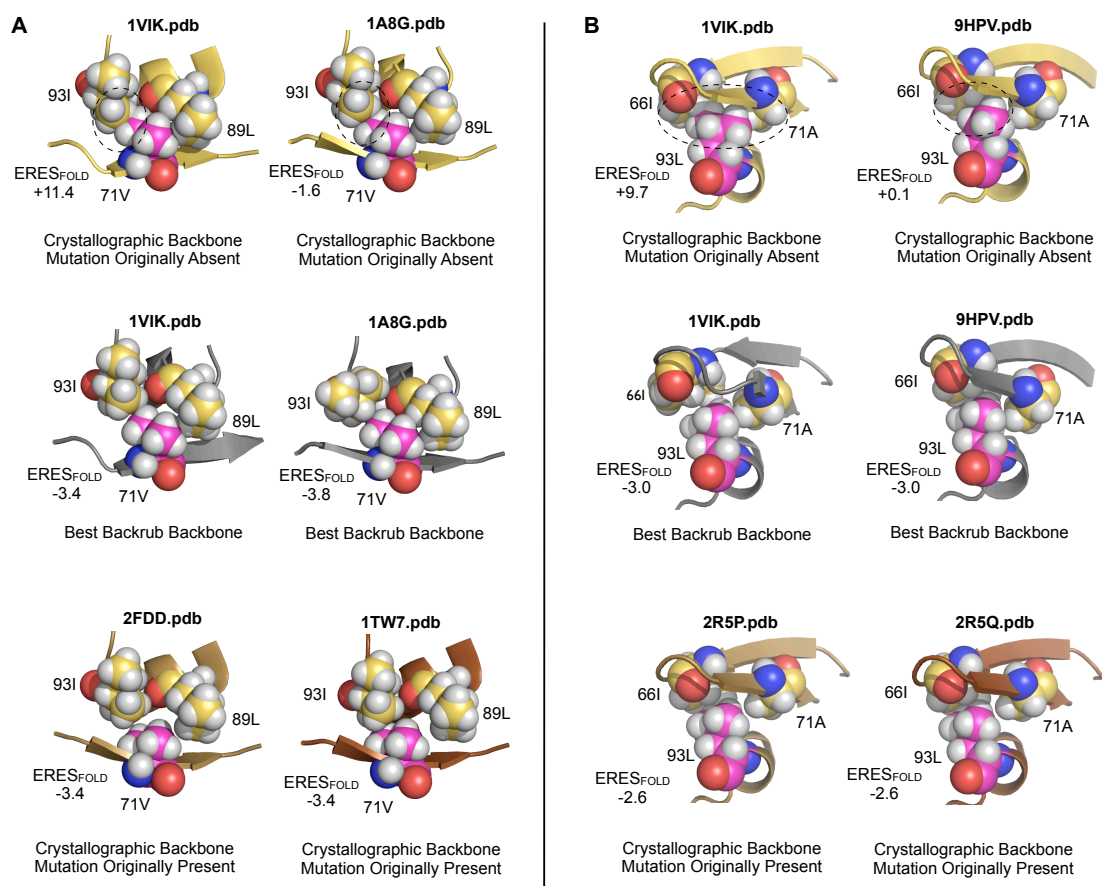 A
1VIK.pdb
1A8G.pdb
93I
89L
ERESFOLD
+11.4
71V
93I
89L
ERESFOLD
-1.6
71V
Crystallographic Backbone
Mutation Originally Absent
Crystallographic Backbone
Mutation Originally Absent
1VIK.pdb
1A8G.pdb
93I
89L
ERESFOLD
-3.4
71V
93I
89L
ERESFOLD
-3.8
71V
Best Backrub Backbone
Best Backrub Backbone
2FDD.pdb
1TW7.pdb
93I
89L
ERESFOLD
-3.4
71V
93I
89L
ERESFOLD
-3.4
71V
Crystallographic Backbone
Mutation Originally Present
Crystallographic Backbone
Mutation Originally Present
B
1VIK.pdb
9HPV.pdb
66I
71A
93L
ERESFOLD
+9.7
66I
71A
93L
ERESFOLD
+0.1
Crystallographic Backbone
Mutation Originally Absent
Crystallographic Backbone
Mutation Originally Absent
1VIK.pdb
9HPV.pdb
66I
71A
93L
ERESFOLD
-3.0
66I
71A
93L
ERESFOLD
-3.0
Best Backrub Backbone
Best Backrub Backbone
2R5P.pdb
2R5Q.pdb
66I
71A
93L
ERESFOLD
-2.6
66I
71A
93L
ERESFOLD
-2.6
Crystallographic Backbone
Mutation Originally Present
Crystallographic Backbone
Mutation Originally Present